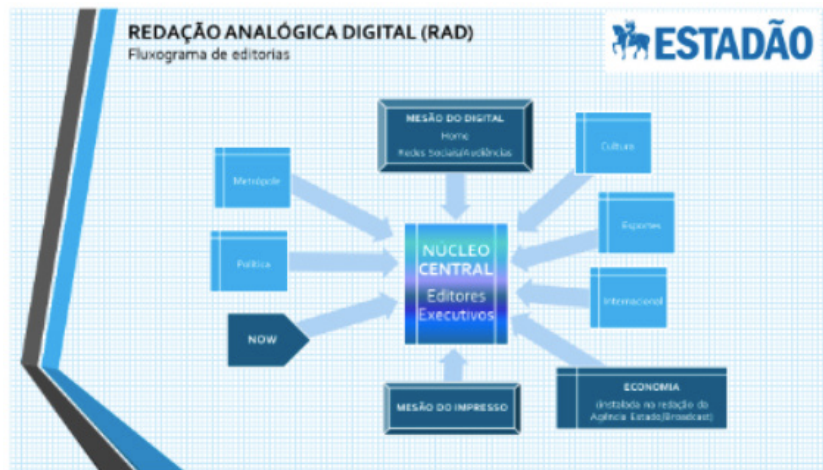 REDAÇÃO ANALÓGICA DIGITAL (RAD)
Fluxograma de editorias
ESTADÃO
MESÃO DO DIGITAL
Home
Redes Sociais/Audiências
Cultura
Metrópole
Esportes
NÚCLEO
CENTRAL
Editores
Executivos
Política
Internacional
NOW
MESÃO DO IMPRESSO
ECONOMIA
(instalada na redação da
Agência Estado/Broadcast)